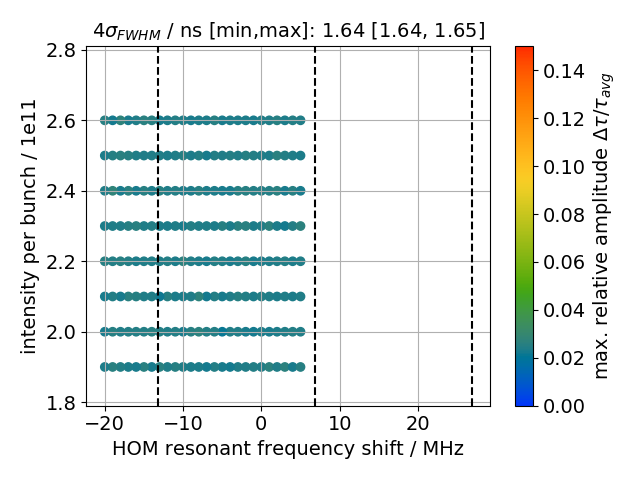 4σ_FWHM / ns [min,max]: 1.64 [1.64, 1.65]
intensity per bunch / 1e11
2.8
2.6
2.4
2.2
2.0
1.8
−20 −10 0 10 20
HOM resonant frequency shift / MHz
0.14
0.12
0.10
0.08
0.06
0.04
0.02
0.00
max. relative amplitude Δτ/τ_avg